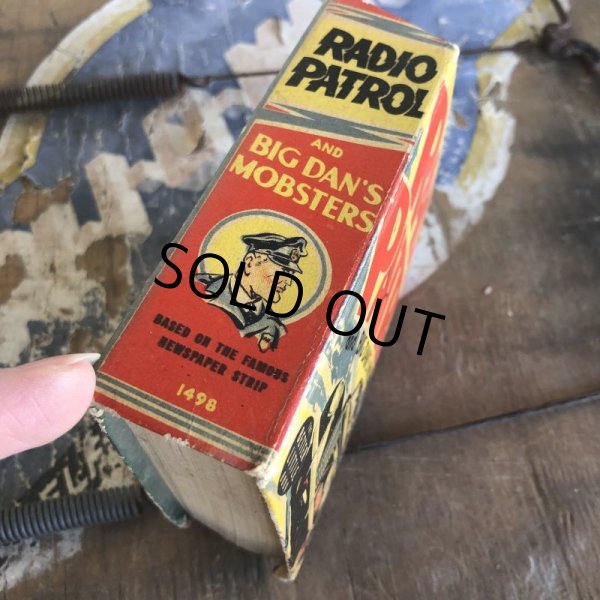 RADIO
PATROL
AND
BIG DAN'S
MOBSTERS
SOLD OUT
BASED ON THE FAMOUS
NEWSPAPER STRIP
1498